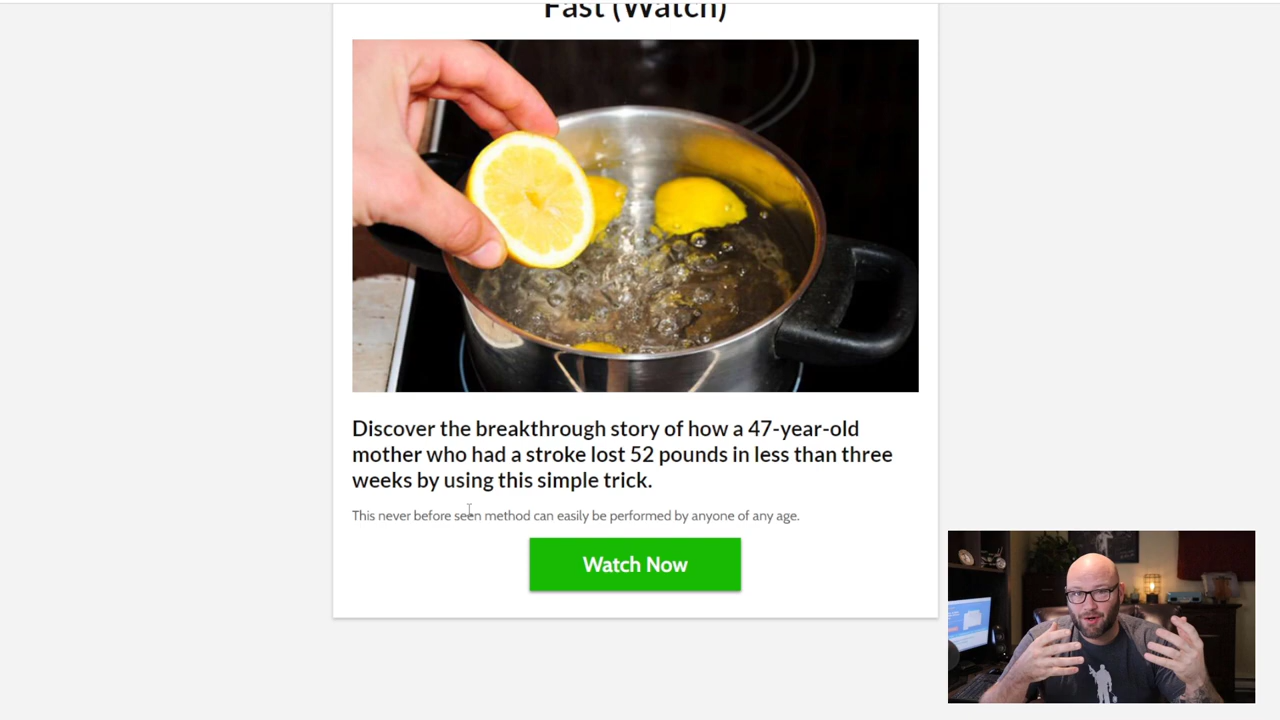 Fast (Watch)
Discover the breakthrough story of how a 47-year-old
mother who had a stroke lost 52 pounds in less than three
weeks by using this simple trick.
This never before seen method can easily be performed by anyone of any age.
Watch Now